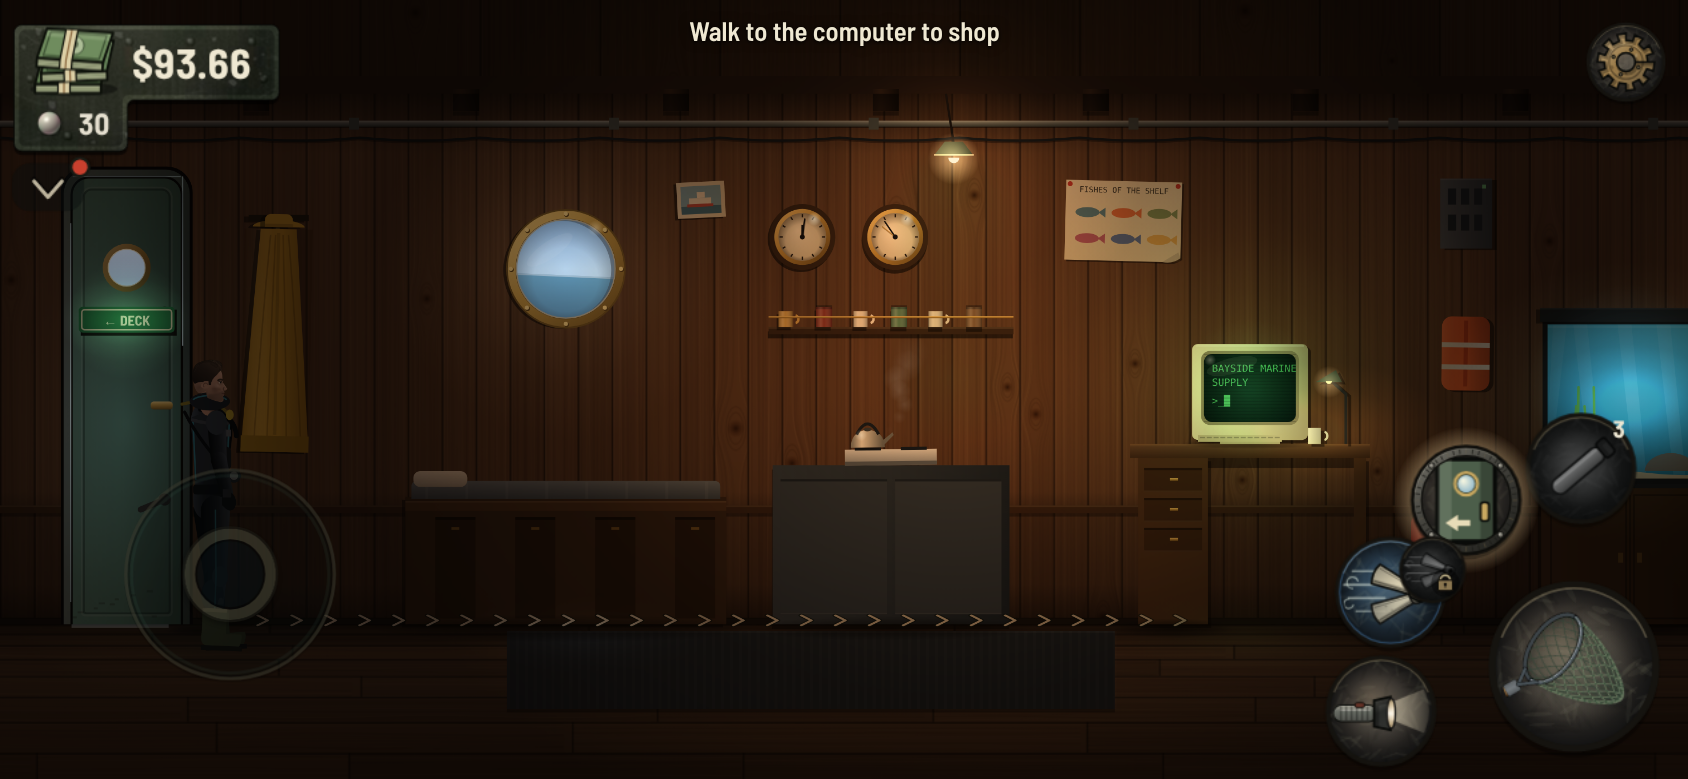 Walk to the computer to shop
$93.66
30
← DECK
FISHES OF THE SHELF
BAYSIDE MARINE
SUPPLY
>_
3